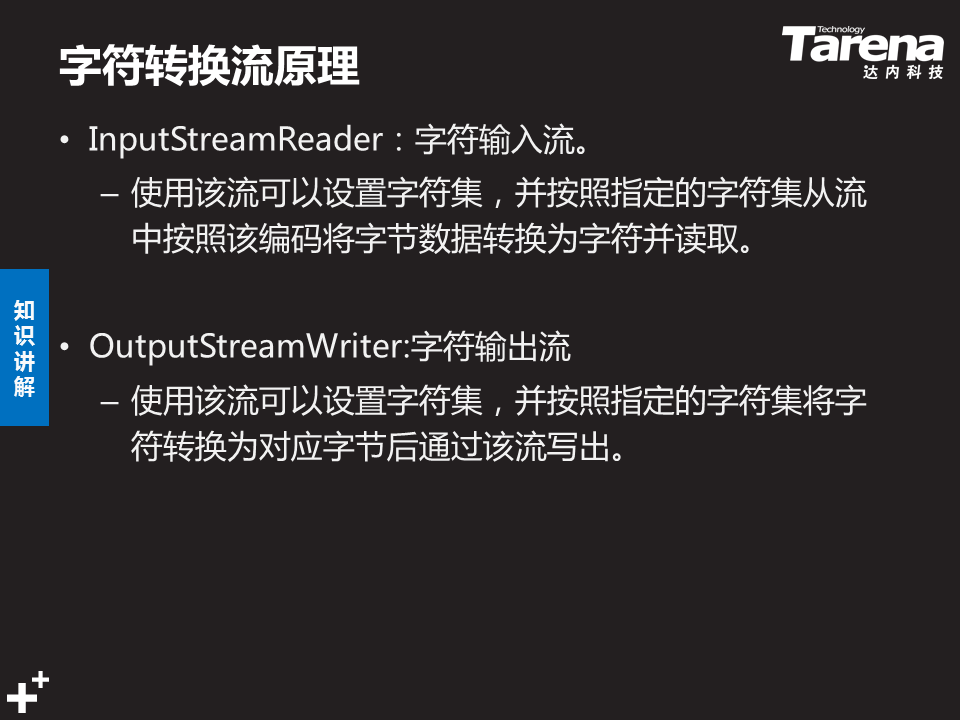 字符转换流原理
Technology
Tarena
达内科技
• InputStreamReader：字符输入流。
– 使用该流可以设置字符集，并按照指定的字符集从流
中按照该编码将字节数据转换为字符并读取。
知识讲解
• OutputStreamWriter:字符输出流
– 使用该流可以设置字符集，并按照指定的字符集将字
符转换为对应字节后通过该流写出。